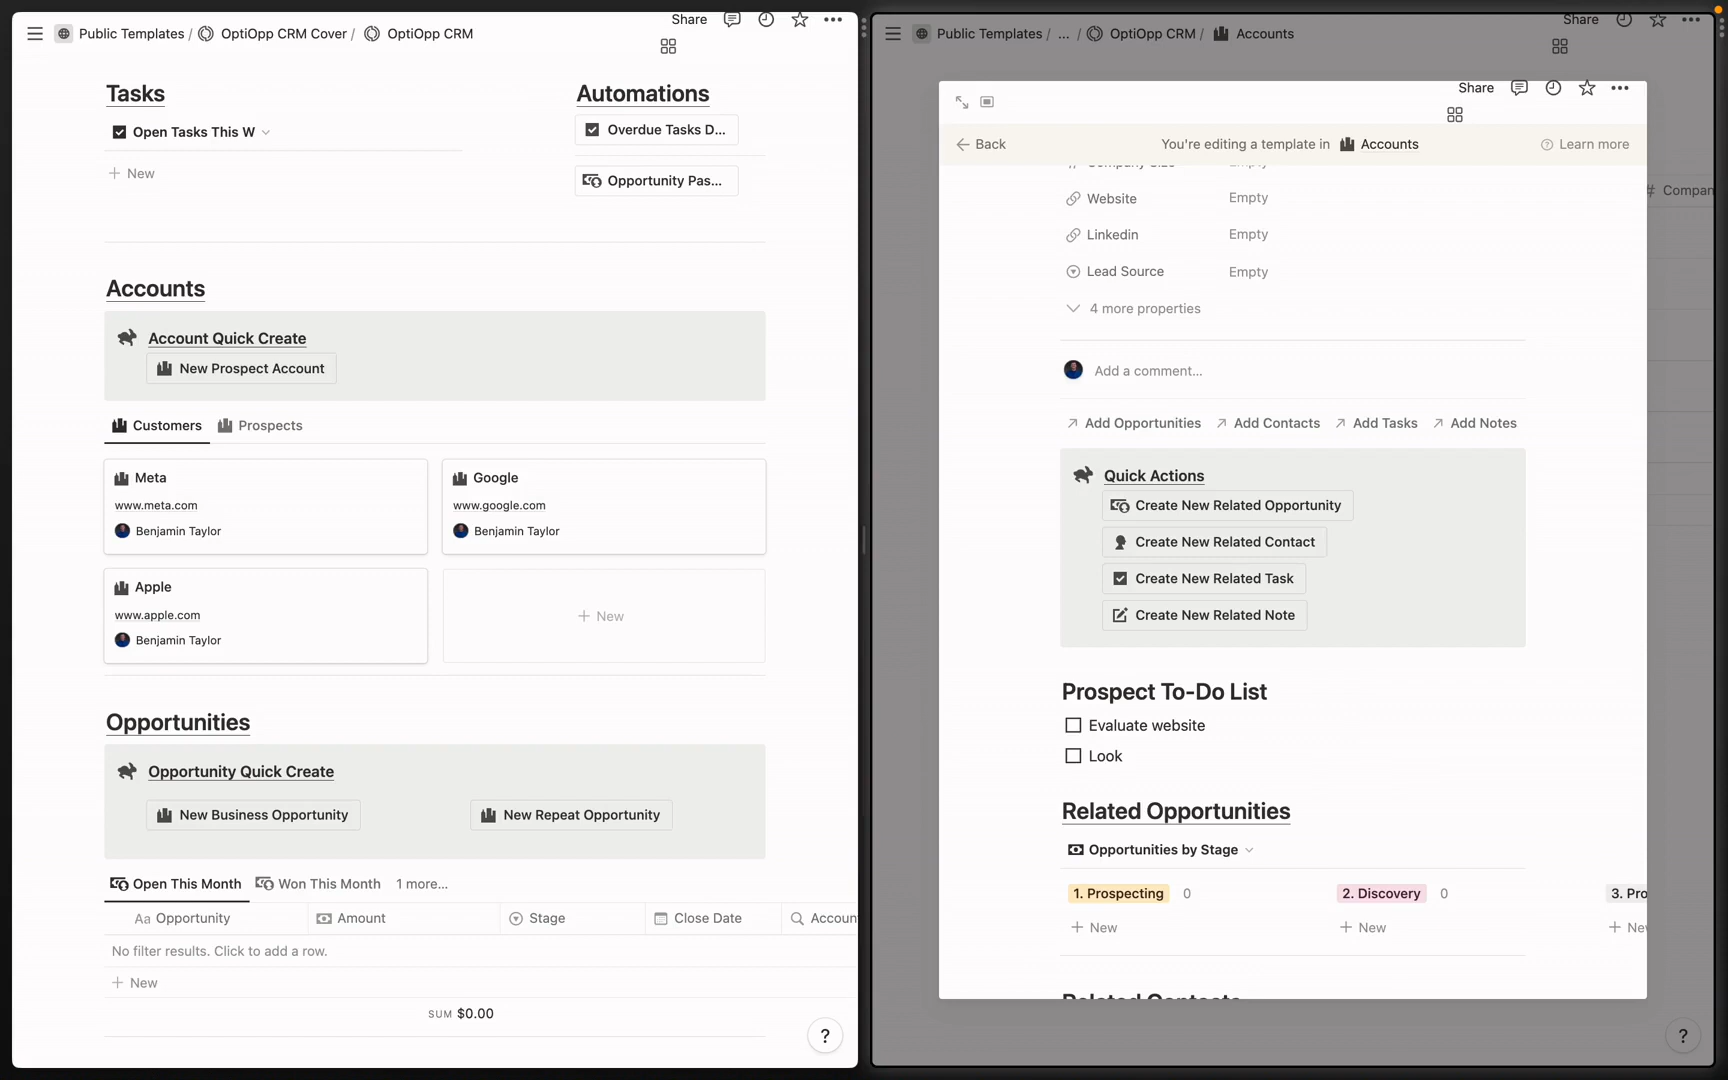 Public Templates / OptiOpp CRM Cover / OptiOpp CRM
Share
Tasks
Open Tasks This W
+ New
Automations
Overdue Tasks D...
Opportunity Pas...
Accounts
Account Quick Create
New Prospect Account
Customers
Prospects
Meta
www.meta.com
Benjamin Taylor
Google
www.google.com
Benjamin Taylor
Apple
www.apple.com
Benjamin Taylor
+ New
Opportunities
Opportunity Quick Create
New Business Opportunity
New Repeat Opportunity
Open This Month
Won This Month
1 more...
Aa Opportunity
Amount
Stage
Close Date
Accoun
No filter results. Click to add a row.
+ New
SUM $0.00
?
Public Templates / ... / OptiOpp CRM / Accounts
Share
# Compan
Share
Back
You're editing a template in Accounts
Learn more
Company Size
Empty
Website
Empty
Linkedin
Empty
Lead Source
Empty
4 more properties
Add a comment...
Add Opportunities
Add Contacts
Add Tasks
Add Notes
Quick Actions
Create New Related Opportunity
Create New Related Contact
Create New Related Task
Create New Related Note
Prospect To-Do List
Evaluate website
Look
Related Opportunities
Opportunities by Stage
1. Prospecting 0
2. Discovery 0
3. Pro
+ New
+ New
+ Nev
Related Contacts
?